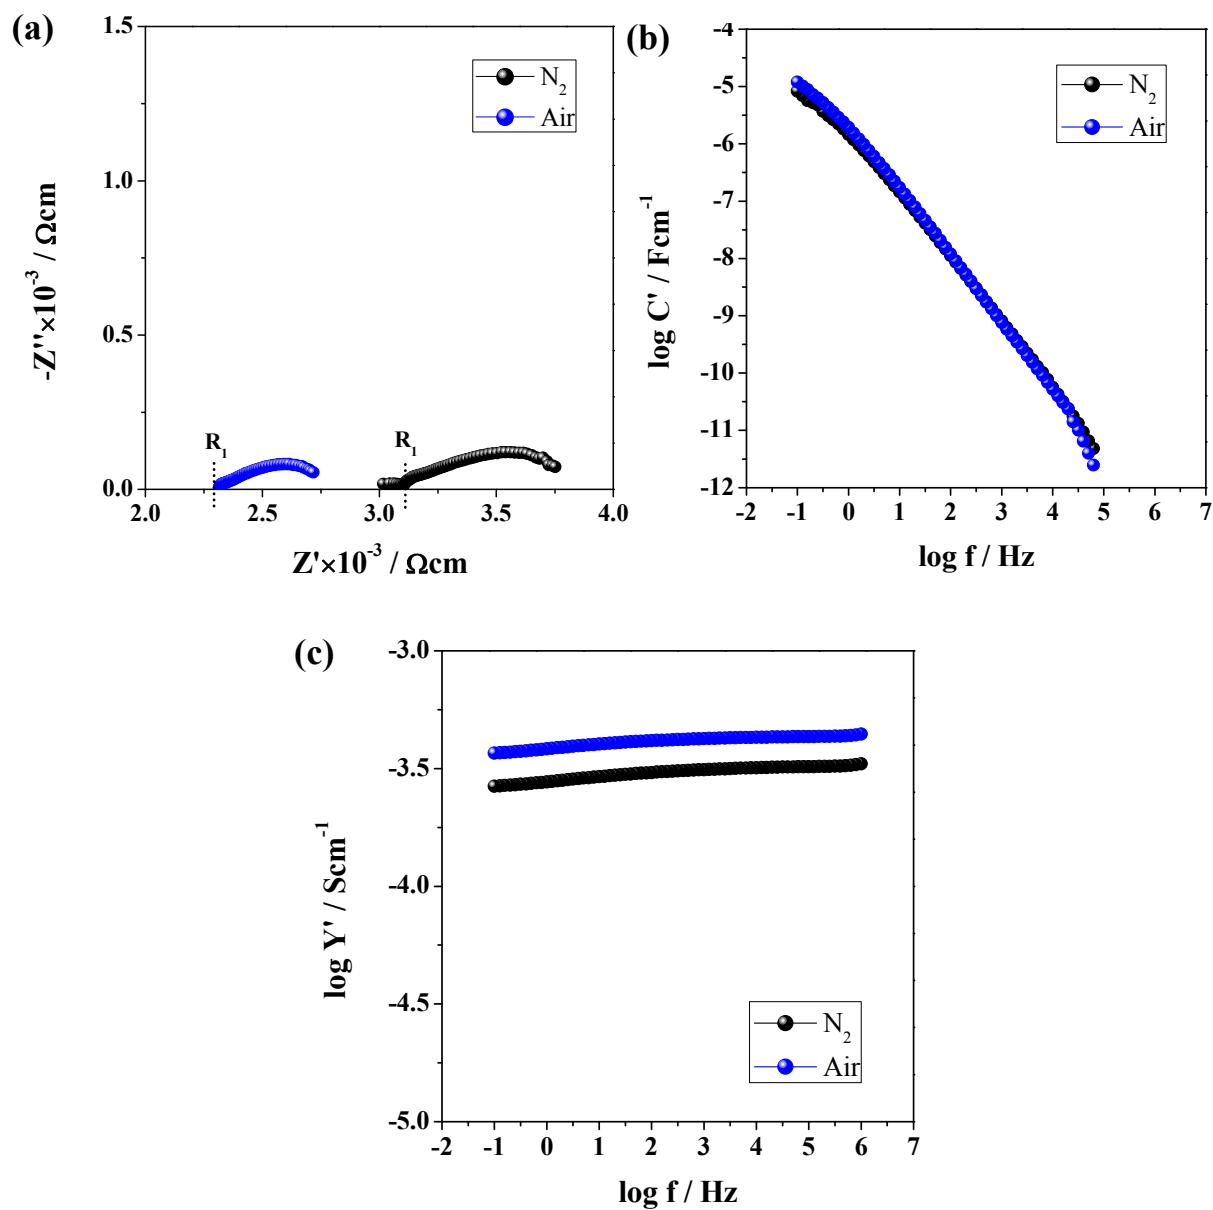 (a)
1.5
1.0
0.5
0.0
-Z''×10⁻³ / Ωcm
N₂
Air
R₁
R₁
2.0 2.5 3.0 3.5 4.0
Z'×10⁻³ / Ωcm
(b)
-4
-5
-6
-7
-8
-9
-10
-11
-12
log C' / Fcm⁻¹
N₂
Air
-2 -1 0 1 2 3 4 5 6 7
log f / Hz
(c)
-3.0
-3.5
-4.0
-4.5
-5.0
log Y' / Scm⁻¹
N₂
Air
-2 -1 0 1 2 3 4 5 6 7
log f / Hz